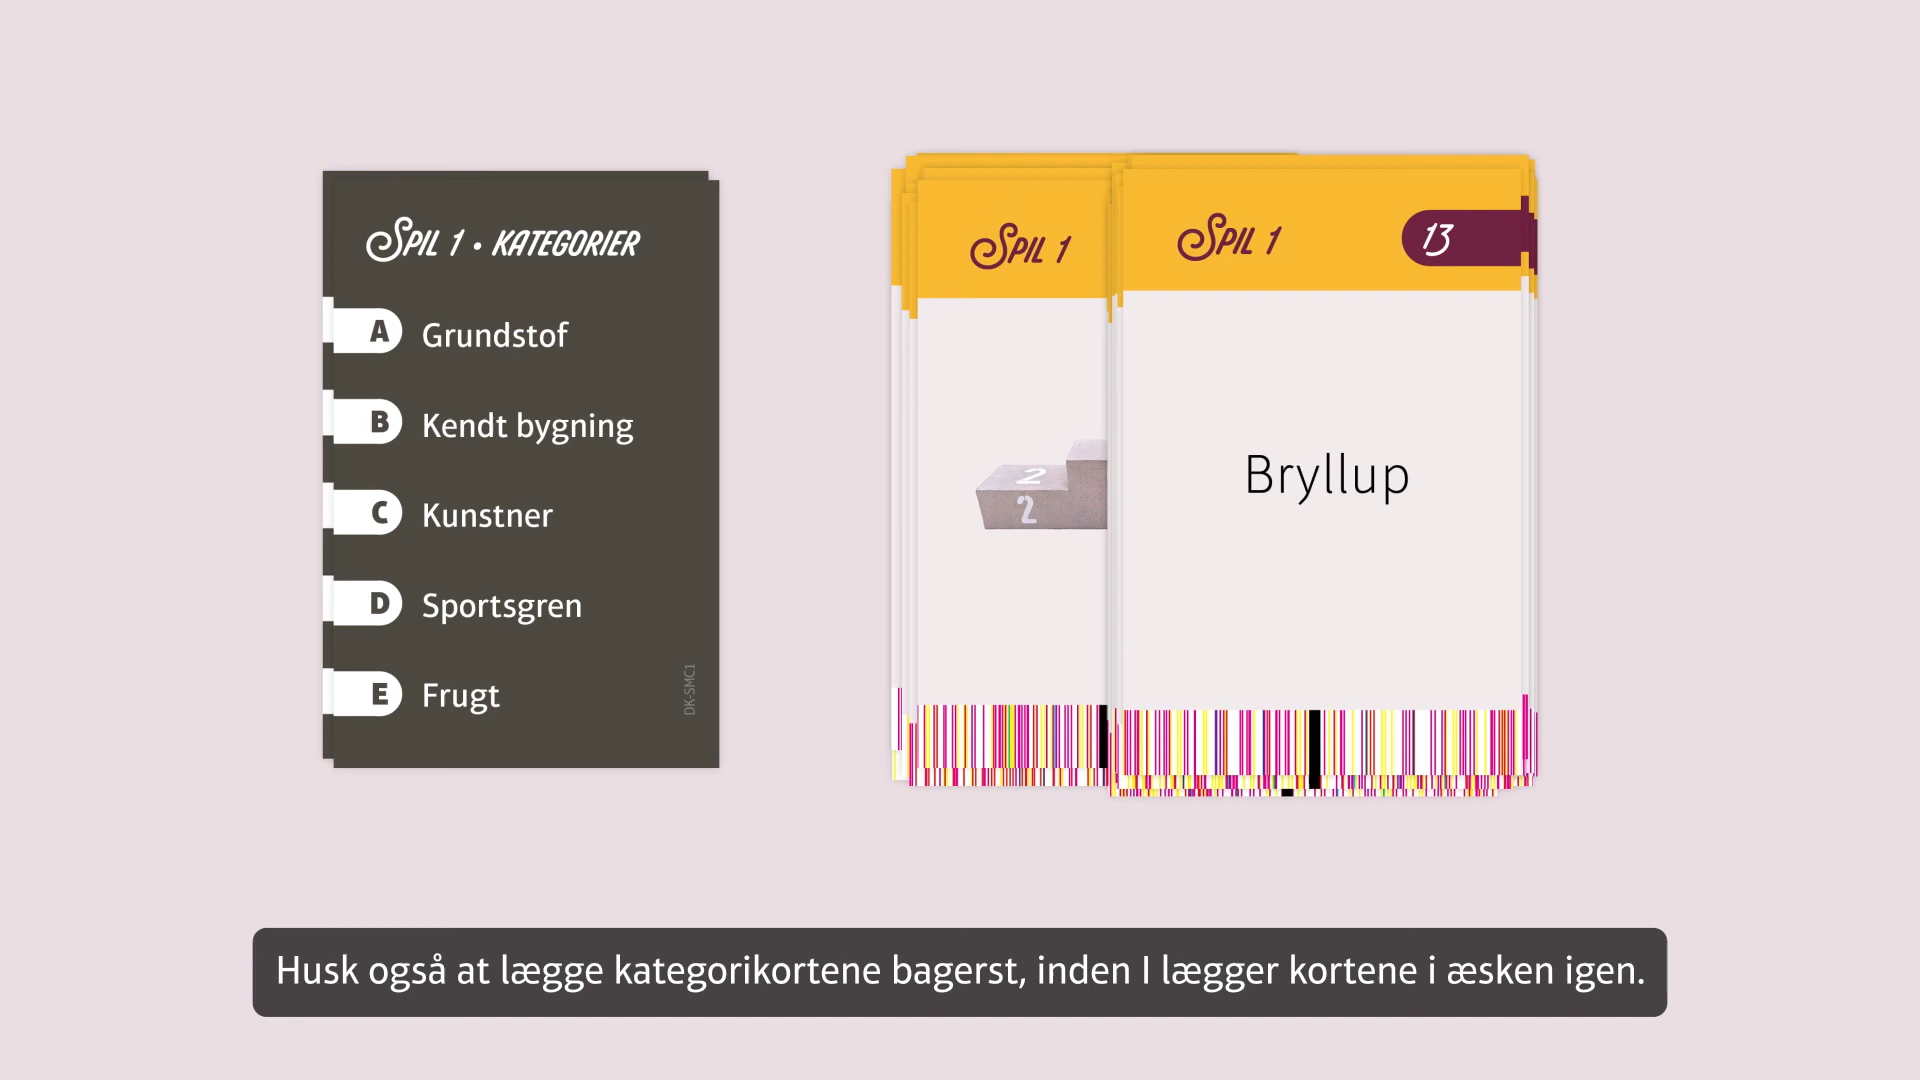 Spil 1 • Kategorier
A Grundstof
B Kendt bygning
C Kunstner
D Sportsgren
E Frugt
DK-SMC1
Spil 1
2
2
Spil 1
13
Bryllup
Husk også at lægge kategorikortene bagerst, inden I lægger kortene i æsken igen.